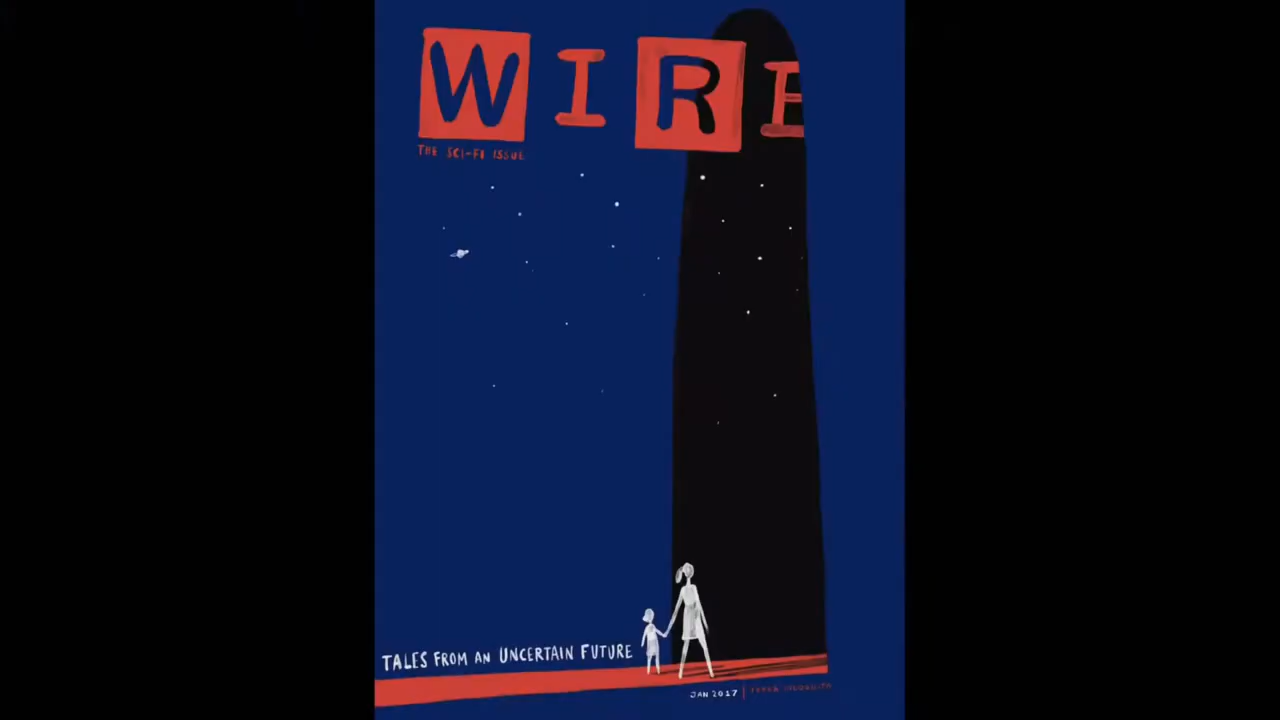 WIRE
THE SCI-FI ISSUE
TALES FROM AN UNCERTAIN FUTURE
JAN 2017